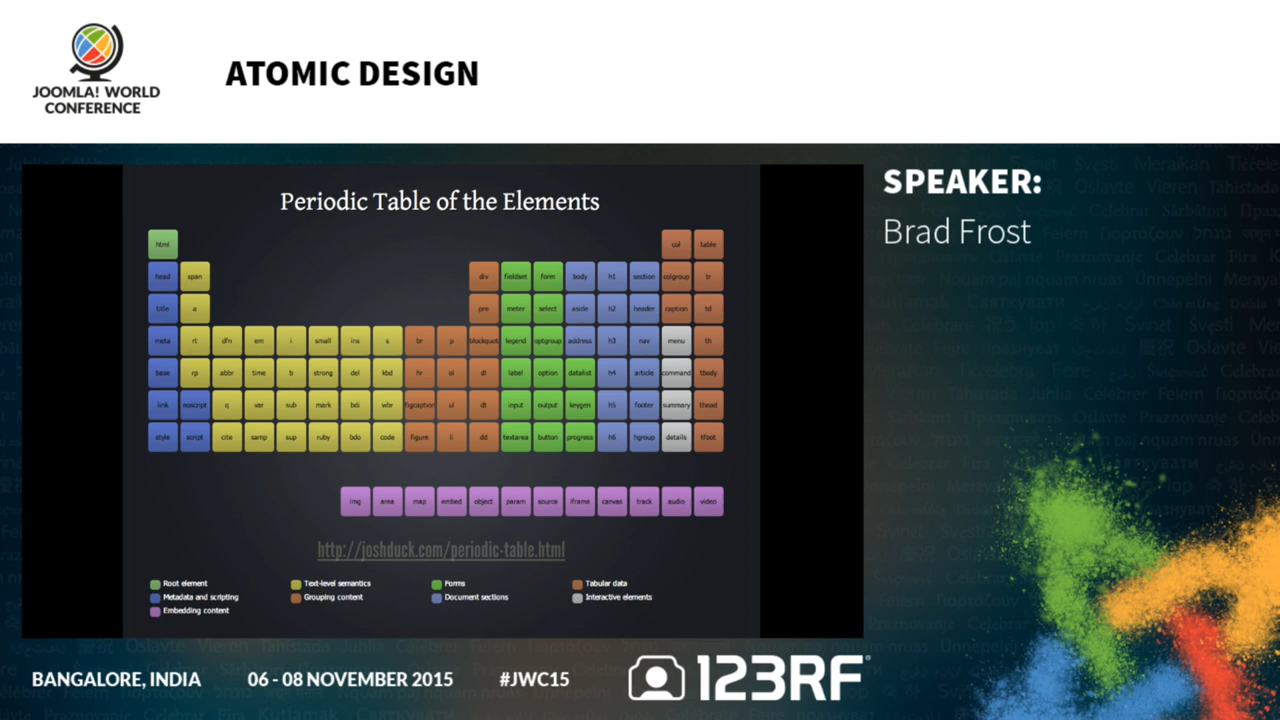 JOOMLA! WORLD
CONFERENCE
ATOMIC DESIGN
SPEAKER:
Brad Frost
Periodic Table of the Elements
html col table
head span div fieldset form body h1 section colgroup tr
title a pre meter select aside h2 header caption td
meta rt dfn em i small ins s br p blockquot legend optgroup address h3 nav menu th
base rp abbr time b strong del kbd hr ol dl label option datalist h4 article command tbody
link noscript q var sub mark bdi wbr figcaption ul dt input output keygen h5 footer summary thead
style script cite samp sup ruby bdo code figure li dd textarea button progress h6 hgroup details tfoot
img area map embed object param source iframe canvas track audio video
http://joshduck.com/periodic-table.html
Root element Text-level semantics Forms Tabular data
Metadata and scripting Grouping content Document sections Interactive elements
Embedding content
BANGALORE, INDIA 06 - 08 NOVEMBER 2015 #JWC15 123RF®